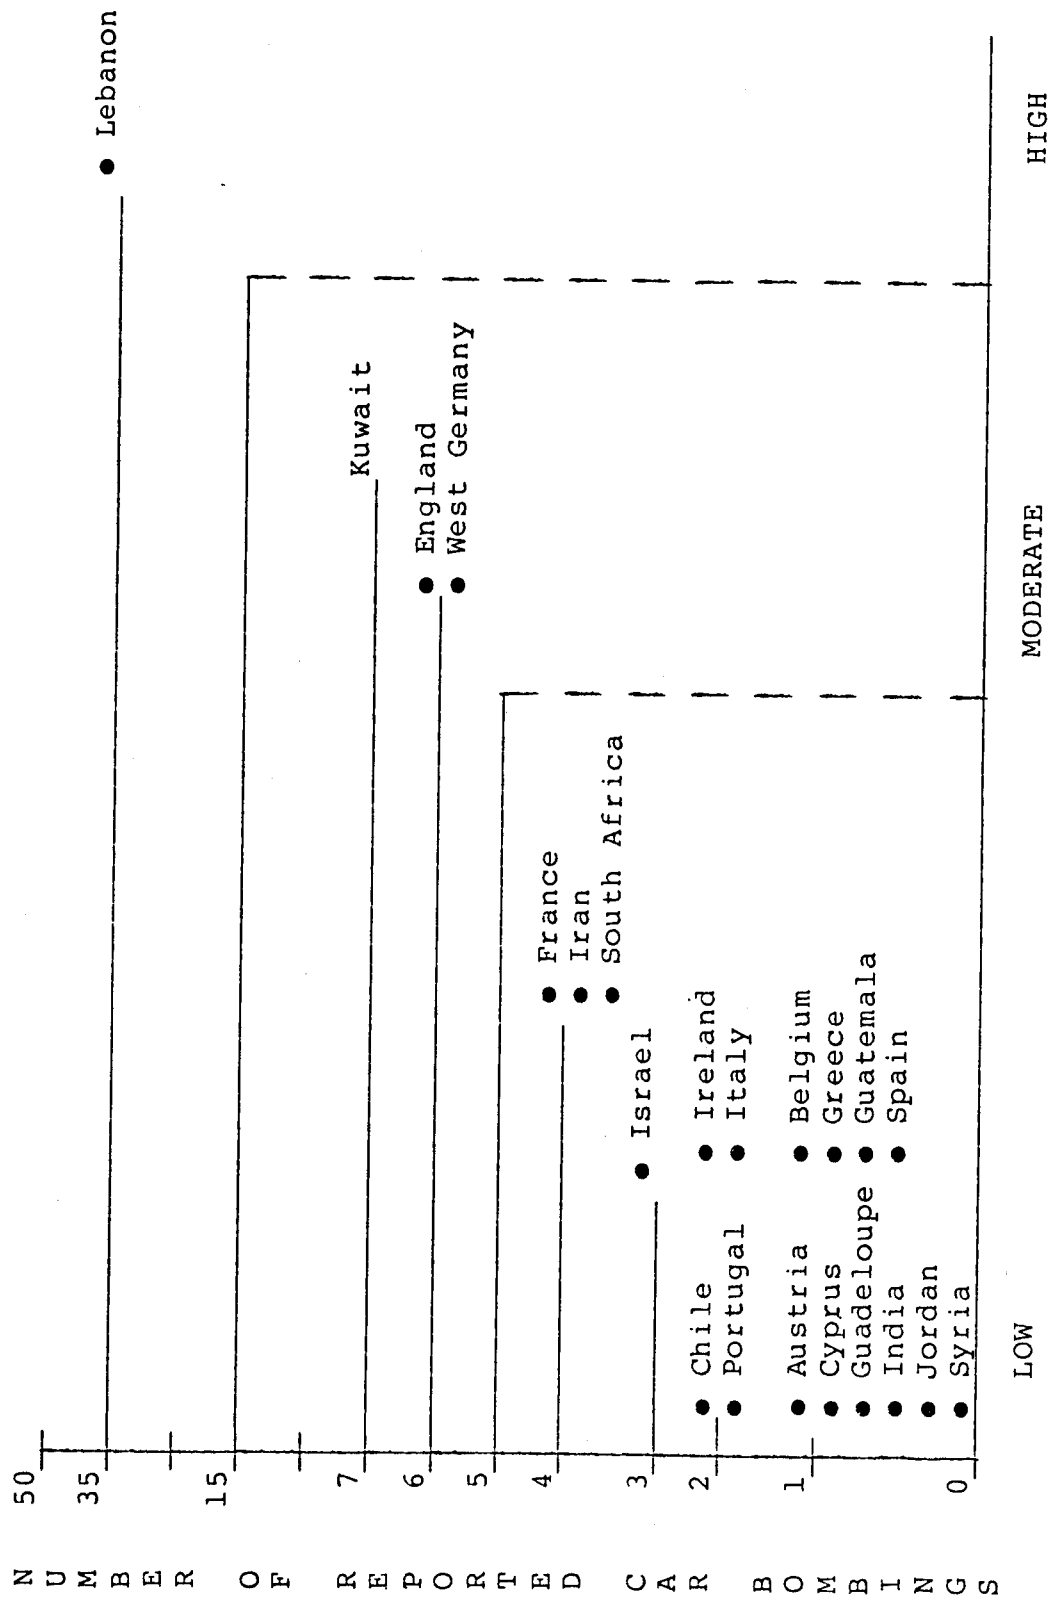 NUMBER OF REPORTED CAR BOMBINGS
50
35
15
7
6
5
4
3
2
1
0
Lebanon
Kuwait
England
West Germany
France
Iran
South Africa
Israel
Chile
Portugal
Ireland
Italy
Austria
Cyprus
Guadeloupe
India
Jordan
Syria
Belgium
Greece
Guatemala
Spain
LOW
MODERATE
HIGH